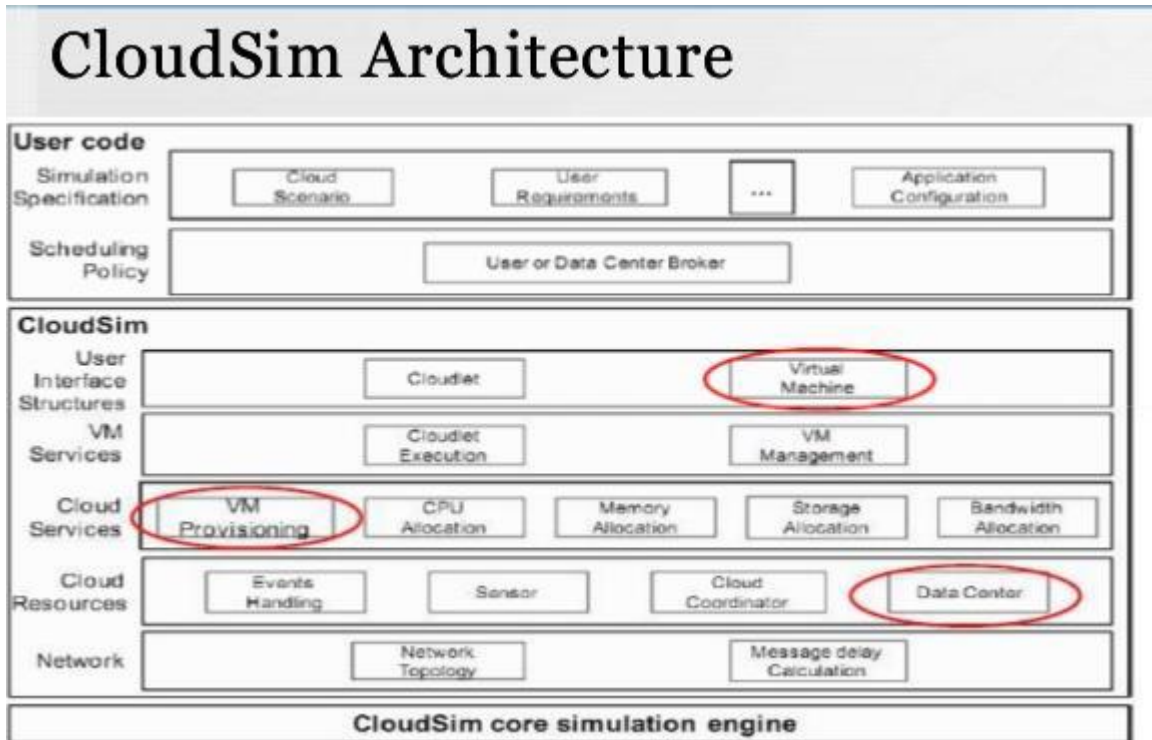 CloudSim Architecture
User code
Simulation
Specification
Cloud
Scenario
User
Requirements
...
Application
Configuration
Scheduling
Policy
User or Data Center Broker
CloudSim
User
Interface
Structures
Cloudlet
Virtual
Machine
VM
Services
Cloudlet
Execution
VM
Management
Cloud
Services
VM
Provisioning
CPU
Allocation
Memory
Allocation
Storage
Allocation
Bandwidth
Allocation
Cloud
Resources
Events
Handling
Sensor
Cloud
Coordinator
Data Center
Network
Network
Topology
Message delay
Calculation
CloudSim core simulation engine